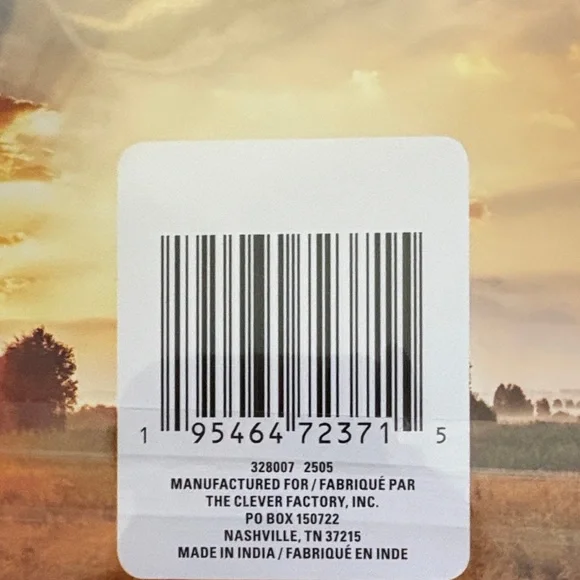 1 95464 72371 5
328007 2505
MANUFACTURED FOR / FABRIQUÉ PAR
THE CLEVER FACTORY, INC.
PO BOX 150722
NASHVILLE, TN 37215
MADE IN INDIA / FABRIQUÉ EN INDE